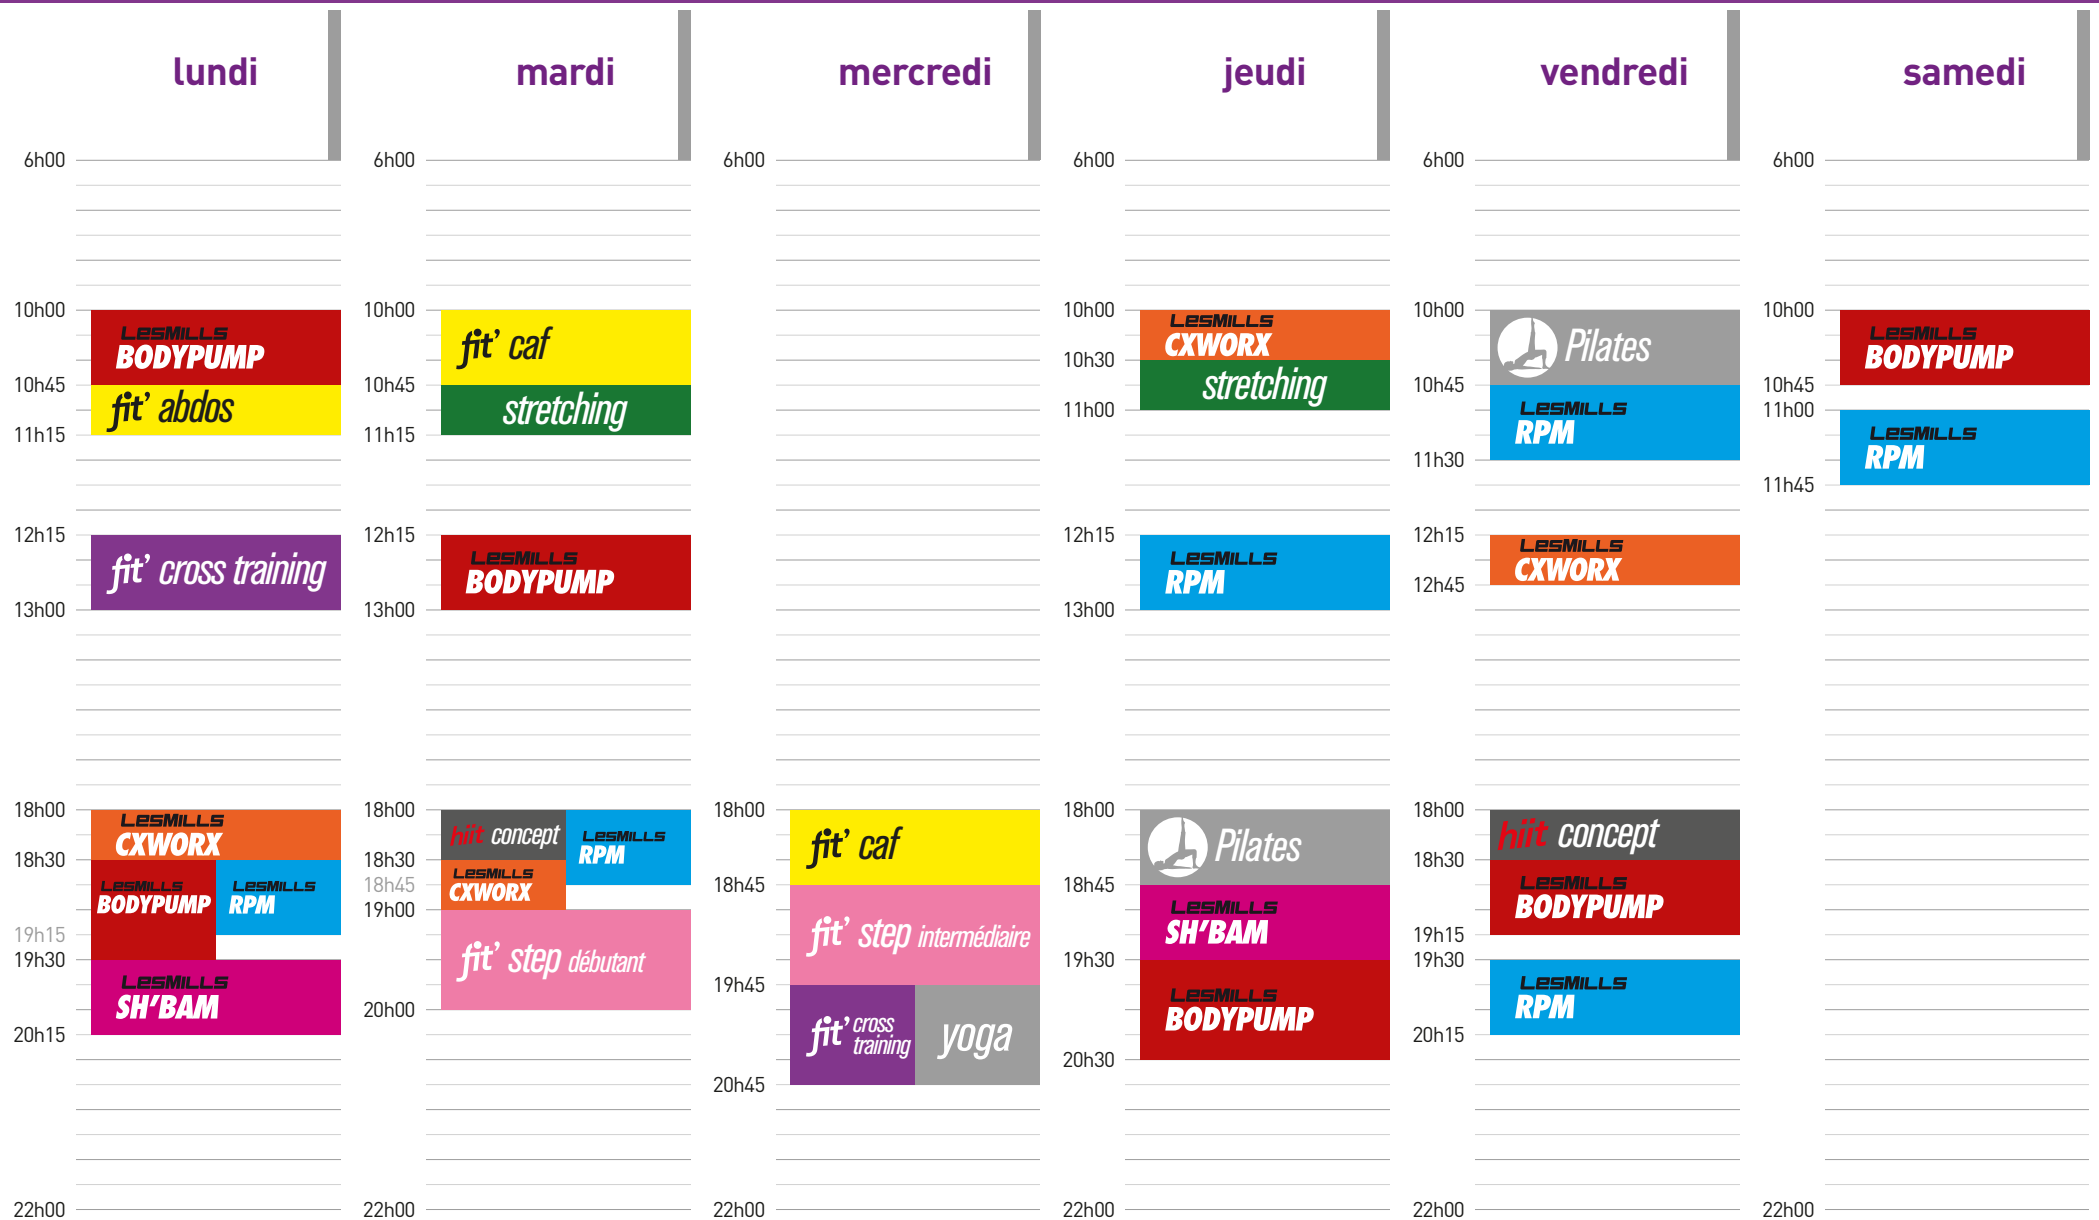 lundi
6h00
10h00
LesMILLS
BODYPUMP
10h45
fit' abdos
11h15
12h15
fit' cross training
13h00
18h00
LesMILLS
CXWORX
18h30
LesMILLS
BODYPUMP
LesMILLS
RPM
19h15
19h30
LesMILLS
SH'BAM
20h15
22h00
mardi
6h00
10h00
fit' caf
10h45
stretching
11h15
12h15
LesMILLS
BODYPUMP
13h00
18h00
hiit concept
LesMILLS
RPM
18h30
LesMILLS
CXWORX
18h45
19h00
fit' step débutant
20h00
22h00
mercredi
6h00
18h00
fit' caf
18h45
fit' step intermédiaire
19h45
fit' cross
training
yoga
20h45
22h00
jeudi
6h00
10h00
LesMILLS
CXWORX
10h30
stretching
11h00
12h15
LesMILLS
RPM
13h00
18h00
Pilates
18h45
LesMILLS
SH'BAM
19h30
LesMILLS
BODYPUMP
20h30
22h00
vendredi
6h00
10h00
Pilates
10h45
LesMILLS
RPM
11h30
12h15
LesMILLS
CXWORX
12h45
18h00
hiit concept
18h30
LesMILLS
BODYPUMP
19h15
19h30
LesMILLS
RPM
20h15
22h00
samedi
6h00
10h00
LesMILLS
BODYPUMP
10h45
11h00
LesMILLS
RPM
11h45
22h00